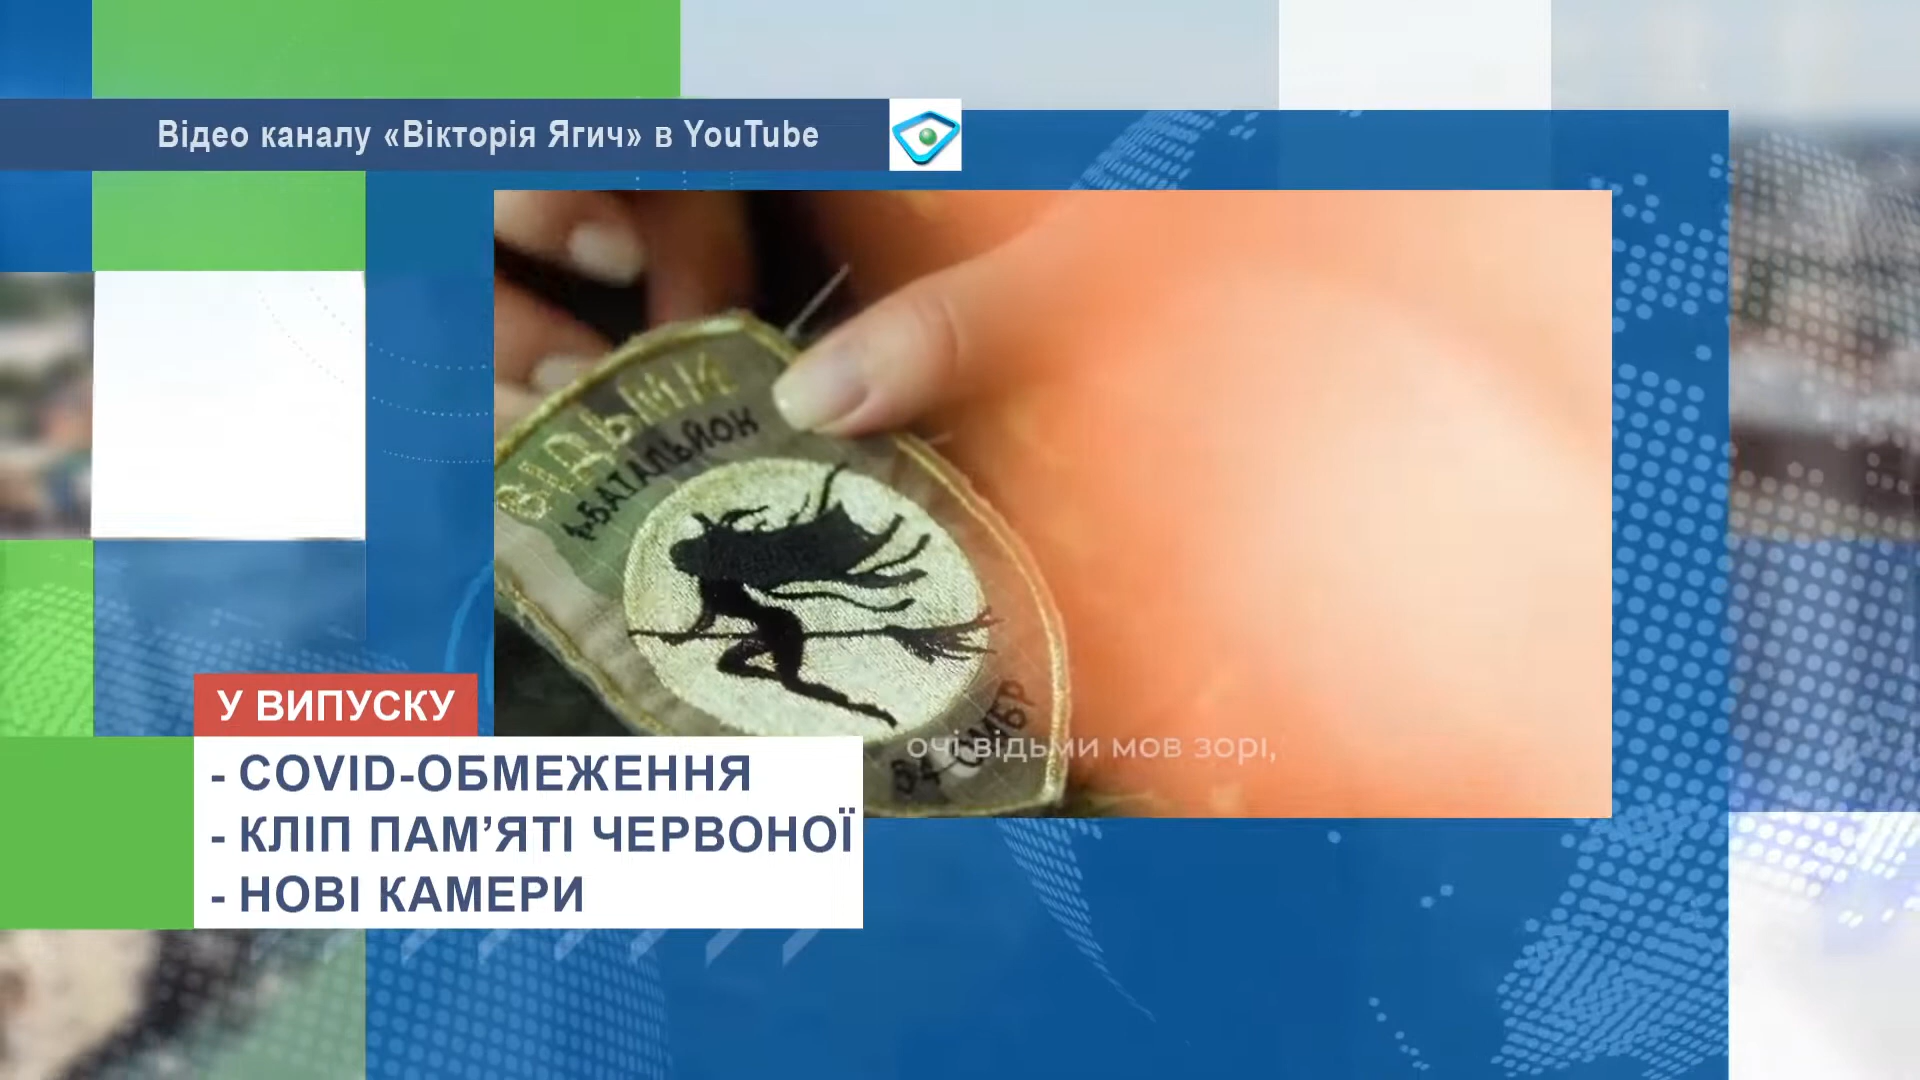 Відео каналу «Вікторія Ягич» в YouTube
ВІДЬМИ
1-БАТАЛЬЙОН
очі відьми мов зорі,
У ВИПУСКУ
- COVID-ОБМЕЖЕННЯ
- КЛІП ПАМ’ЯТІ ЧЕРВОНОЇ
- НОВІ КАМЕРИ